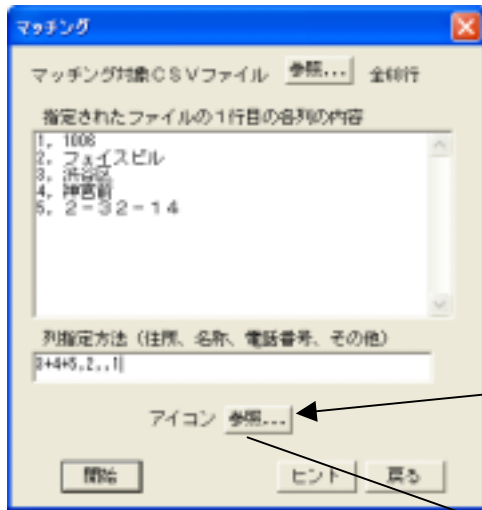 マッチング
マッチング対象CSVファイル 参照... 全68行
指定されたファイルの1行目の各列の内容
1, 1006
2, フェイスビル
3, 渋谷区
4, 神宮前
5, 2-32-14
列指定方法（住所、名称、電話番号、その他）
3+4+5,2,,1
アイコン 参照...
開始 ヒント 戻る